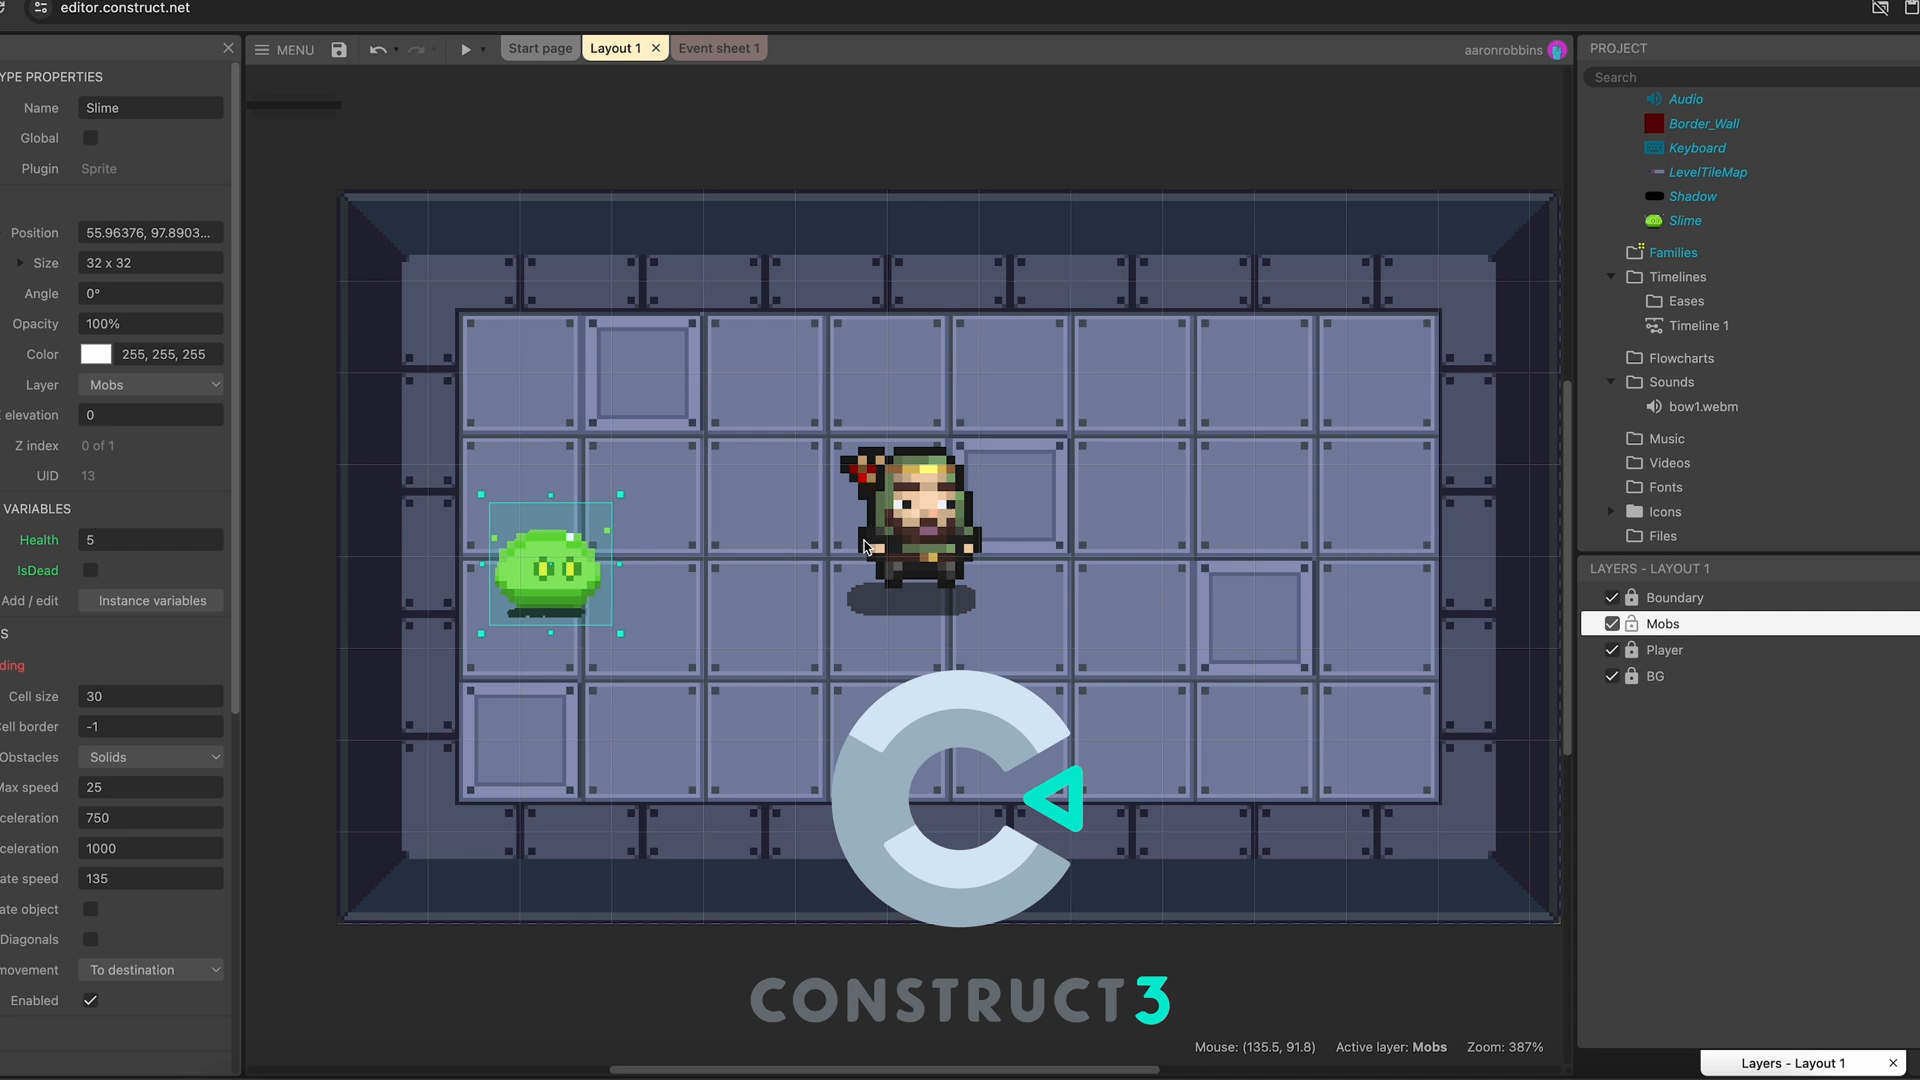 editor.construct.net
MENU
Start page
Layout 1
Event sheet 1
aaronrobbins
PROJECT
YPE PROPERTIES
Name Slime
Global
Plugin Sprite
Position 55.96376, 97.8903...
Size 32 x 32
Angle 0°
Opacity 100%
Color 255, 255, 255
Layer Mobs
Z elevation 0
Z index 0 of 1
UID 13
VARIABLES
Health 5
IsDead
Add / edit Instance variables
S
ding
Cell size 30
Cell border -1
Obstacles Solids
Max speed 25
celeration 750
celeration 1000
ate speed 135
ate object
Diagonals
movement To destination
Enabled
CONSTRUCT 3
Mouse: (135.5, 91.8) Active layer: Mobs Zoom: 387%
Search
Audio
Border_Wall
Keyboard
LevelTileMap
Shadow
Slime
Families
Timelines
Eases
Timeline 1
Flowcharts
Sounds
bow1.webm
Music
Videos
Fonts
Icons
Files
LAYERS - LAYOUT 1
Boundary
Mobs
Player
BG
Layers - Layout 1